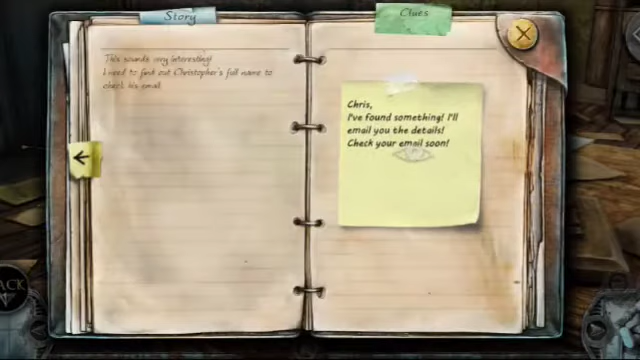 Story
This sounds very interesting!
I need to find out Christopher's full name to
check his email
Clues
Chris,
I've found something! I'll
email you the details!
Check your email soon!